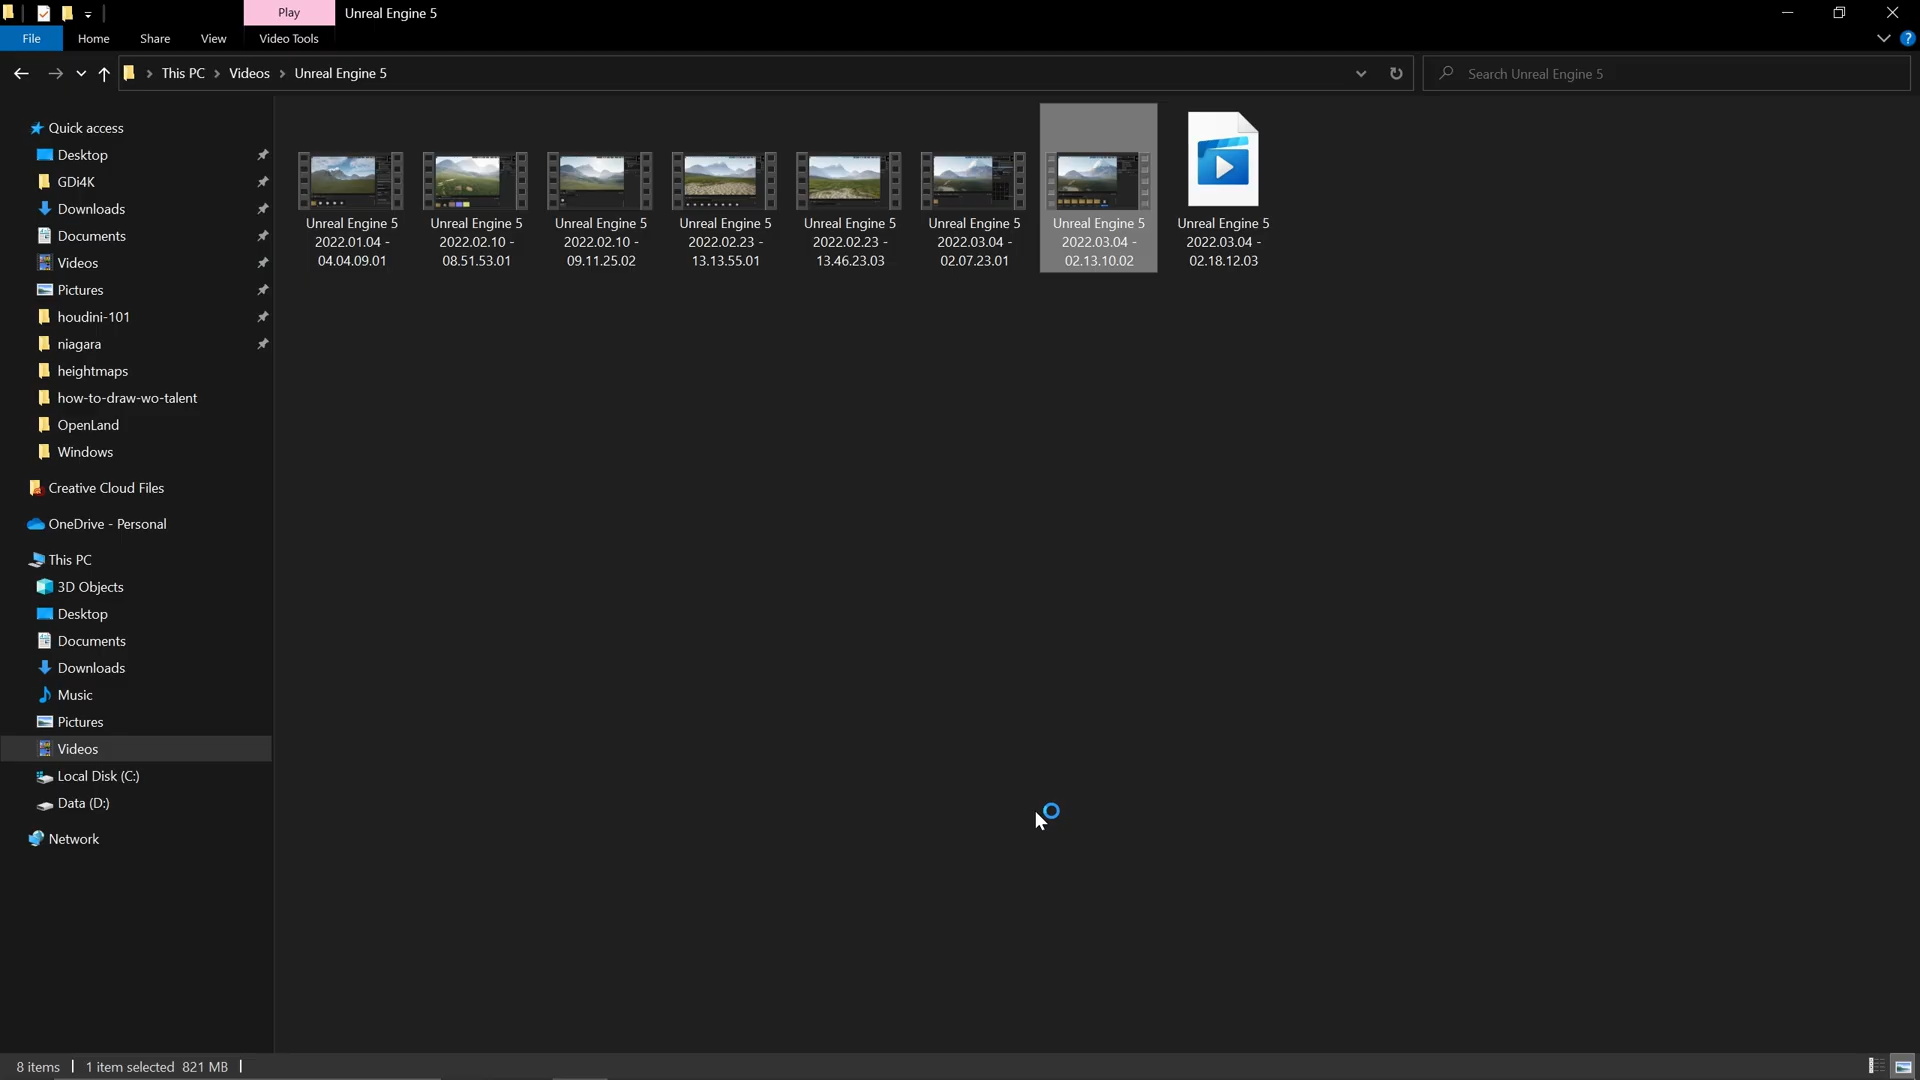 Play
Unreal Engine 5
File
Home
Share
View
Video Tools
?
This PC
Videos
Unreal Engine 5
Search Unreal Engine 5
Quick access
Desktop
GDi4K
Downloads
Documents
Videos
Pictures
houdini-101
niagara
heightmaps
how-to-draw-wo-talent
OpenLand
Windows
Creative Cloud Files
OneDrive - Personal
This PC
3D Objects
Desktop
Documents
Downloads
Music
Pictures
Videos
Local Disk (C:)
Data (D:)
Network
Unreal Engine 5
2022.01.04 -
04.04.09.01
Unreal Engine 5
2022.02.10 -
08.51.53.01
Unreal Engine 5
2022.02.10 -
09.11.25.02
Unreal Engine 5
2022.02.23 -
13.13.55.01
Unreal Engine 5
2022.02.23 -
13.46.23.03
Unreal Engine 5
2022.03.04 -
02.07.23.01
Unreal Engine 5
2022.03.04 -
02.13.10.02
Unreal Engine 5
2022.03.04 -
02.18.12.03
8 items
1 item selected 821 MB